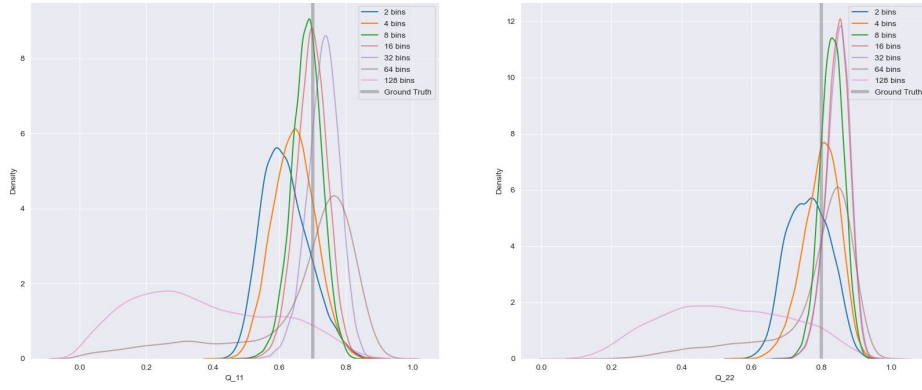 2 bins
4 bins
8 bins
16 bins
32 bins
64 bins
128 bins
Ground Truth
Density
8
6
4
2
0
0.0 0.2 0.4 0.6 0.8 1.0
Q_11
2 bins
4 bins
8 bins
16 bins
32 bins
64 bins
128 bins
Ground Truth
Density
12
10
8
6
4
2
0
0.0 0.2 0.4 0.6 0.8 1.0
Q_22